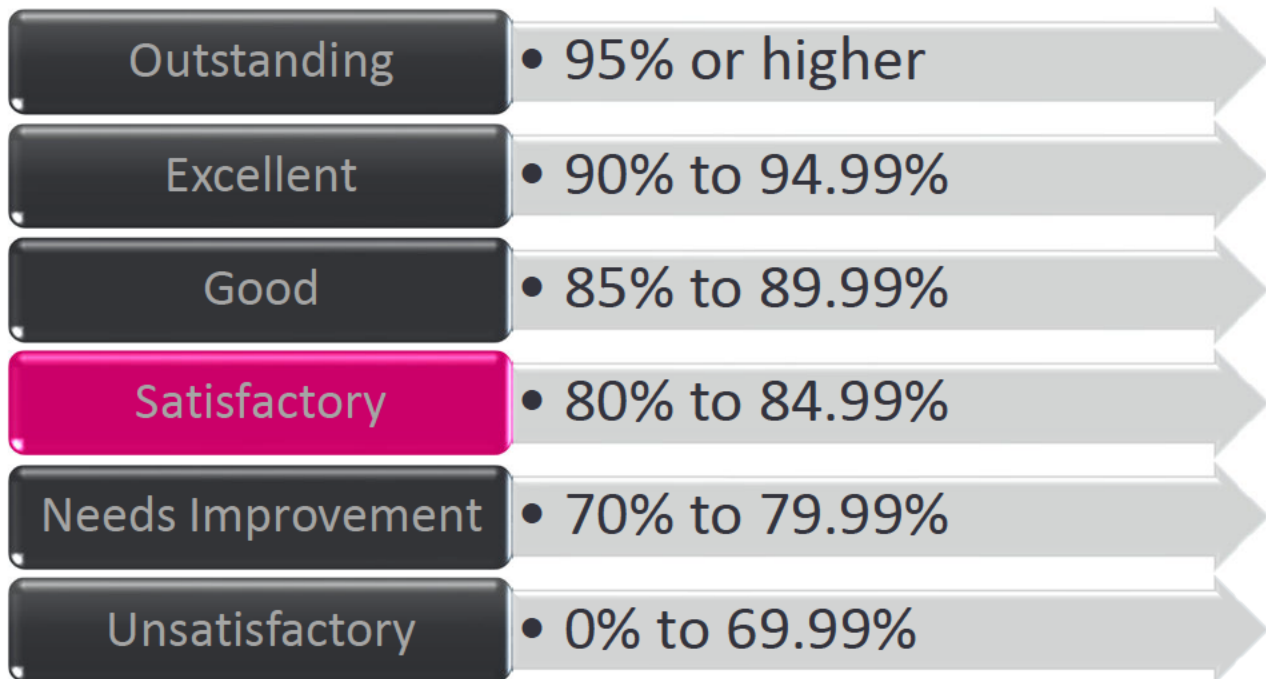 Outstanding • 95% or higher
Excellent • 90% to 94.99%
Good • 85% to 89.99%
Satisfactory • 80% to 84.99%
Needs Improvement • 70% to 79.99%
Unsatisfactory • 0% to 69.99%